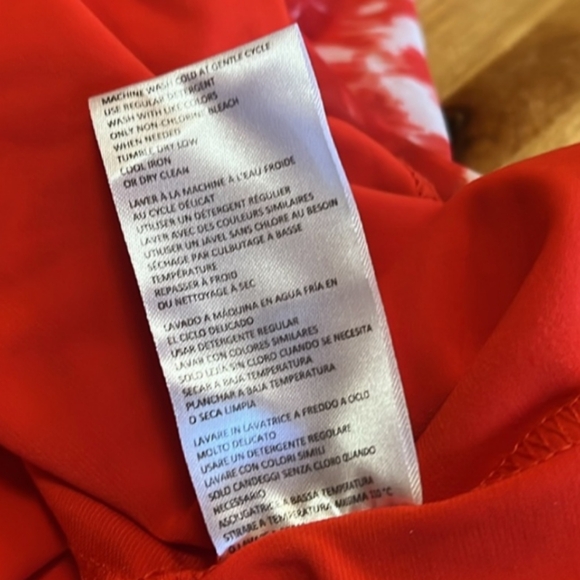 MACHINE WASH COLD AT GENTLE CYCLE
USE REGULAR DETERGENT
WASH WITH LIKE COLORS
ONLY NON-CHLORINE BLEACH
WHEN NEEDED
TUMBLE DRY LOW
COOL IRON
OR DRY CLEAN
LAVER À LA MACHINE À L'EAU FROIDE
AU CYCLE DÉLICAT
UTILISER UN DÉTERGENT RÉGULIER
LAVER AVEC DES COULEURS SIMILAIRES
UTILISER UN JAVEL SANS CHLORE AU BESOIN
SÉCHAGE PAR CULBUTAGE À BASSE
TEMPÉRATURE
REPASSER À FROID
OU NETTOYAGE À SEC
LAVADO A MÁQUINA EN AGUA FRÍA EN
EL CICLO DELICADO
USAR DETERGENTE REGULAR
LAVAR CON COLORES SIMILARES
SOLO LEJÍA SIN CLORO CUANDO SE NECESITA
SECAR A BAJA TEMPERATURA
PLANCHAR A BAJA TEMPERATURA
O SECA LIMPIA
LAVARE IN LAVATRICE A FREDDO A CICLO
MOLTO DELICATO
USARE UN DETERGENTE REGOLARE
LAVARE CON COLORI SIMILI
SOLO CANDEGGI SENZA CLORO QUANDO
NECESSARIO
ASCIUGATRICE A BASSA TEMPERATURA
STIRARE A TEMPERATURA MASSIMA 110 °C